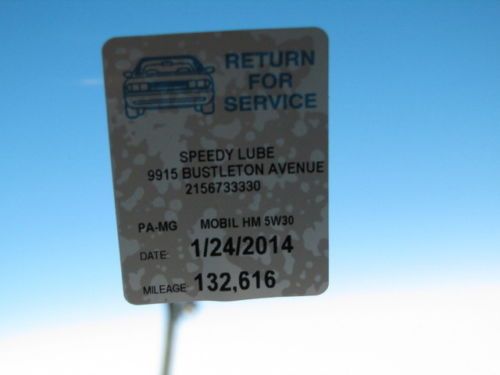 RETURN
FOR
SERVICE
SPEEDY LUBE
9915 BUSTLETON AVENUE
2156733330
PA-MG MOBIL HM 5W30
DATE: 1/24/2014
MILEAGE: 132,616